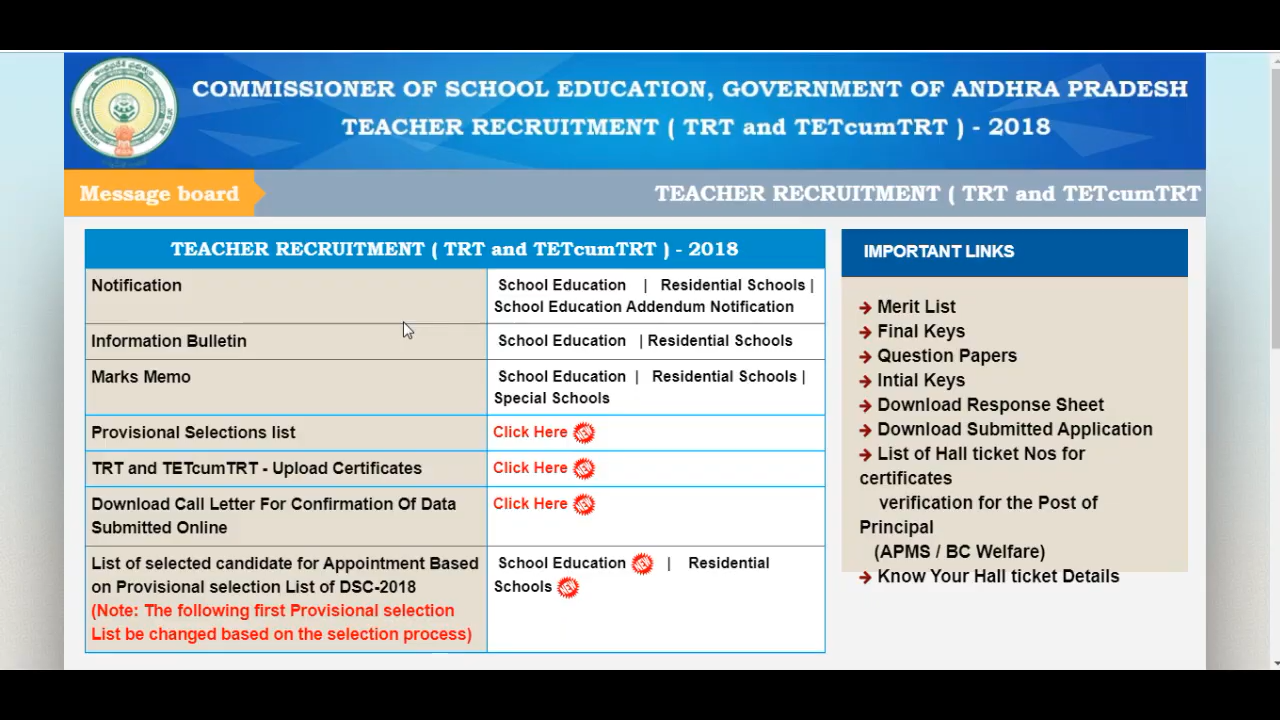 COMMISSIONER OF SCHOOL EDUCATION, GOVERNMENT OF ANDHRA PRADESH
TEACHER RECRUITMENT ( TRT and TETcumTRT ) - 2018
Message board
TEACHER RECRUITMENT ( TRT and TETcumTRT
TEACHER RECRUITMENT ( TRT and TETcumTRT ) - 2018
Notification
School Education | Residential Schools |
School Education Addendum Notification
Information Bulletin
School Education | Residential Schools
Marks Memo
School Education | Residential Schools |
Special Schools
Provisional Selections list
Click Here
TRT and TETcumTRT - Upload Certificates
Click Here
Download Call Letter For Confirmation Of Data
Submitted Online
Click Here
List of selected candidate for Appointment Based
on Provisional selection List of DSC-2018
(Note: The following first Provisional selection
List be changed based on the selection process)
School Education | Residential
Schools
IMPORTANT LINKS
Merit List
Final Keys
Question Papers
Intial Keys
Download Response Sheet
Download Submitted Application
List of Hall ticket Nos for
certificates
verification for the Post of
Principal
(APMS / BC Welfare)
Know Your Hall ticket Details